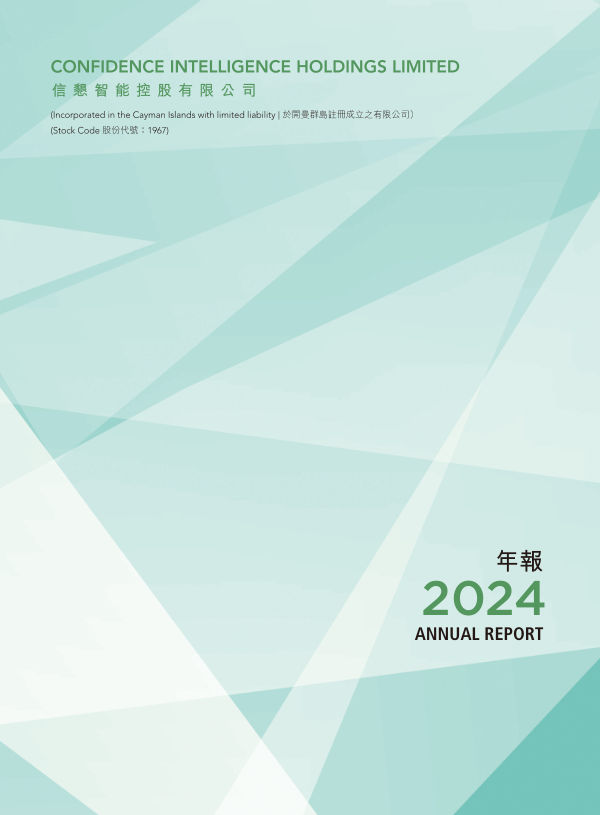 CONFIDENCE INTELLIGENCE HOLDINGS LIMITED
信懇智能控股有限公司
(Incorporated in the Cayman Islands with limited liability | 於開曼群島註冊成立之有限公司)
(Stock Code 股份代號：1967)
年報
2024
ANNUAL REPORT